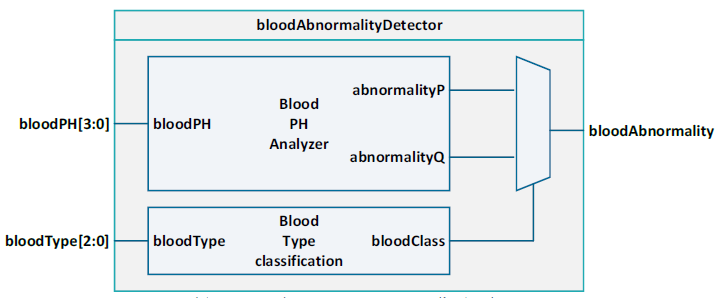 bloodAbnormalityDetector
abnormalityP
Blood
bloodPH[3:0]
bloodPH
PH
bloodAbnormality
Analyzer
abnormalityQ
Blood
bloodType[2:0]
bloodType
Type
bloodClass
classification